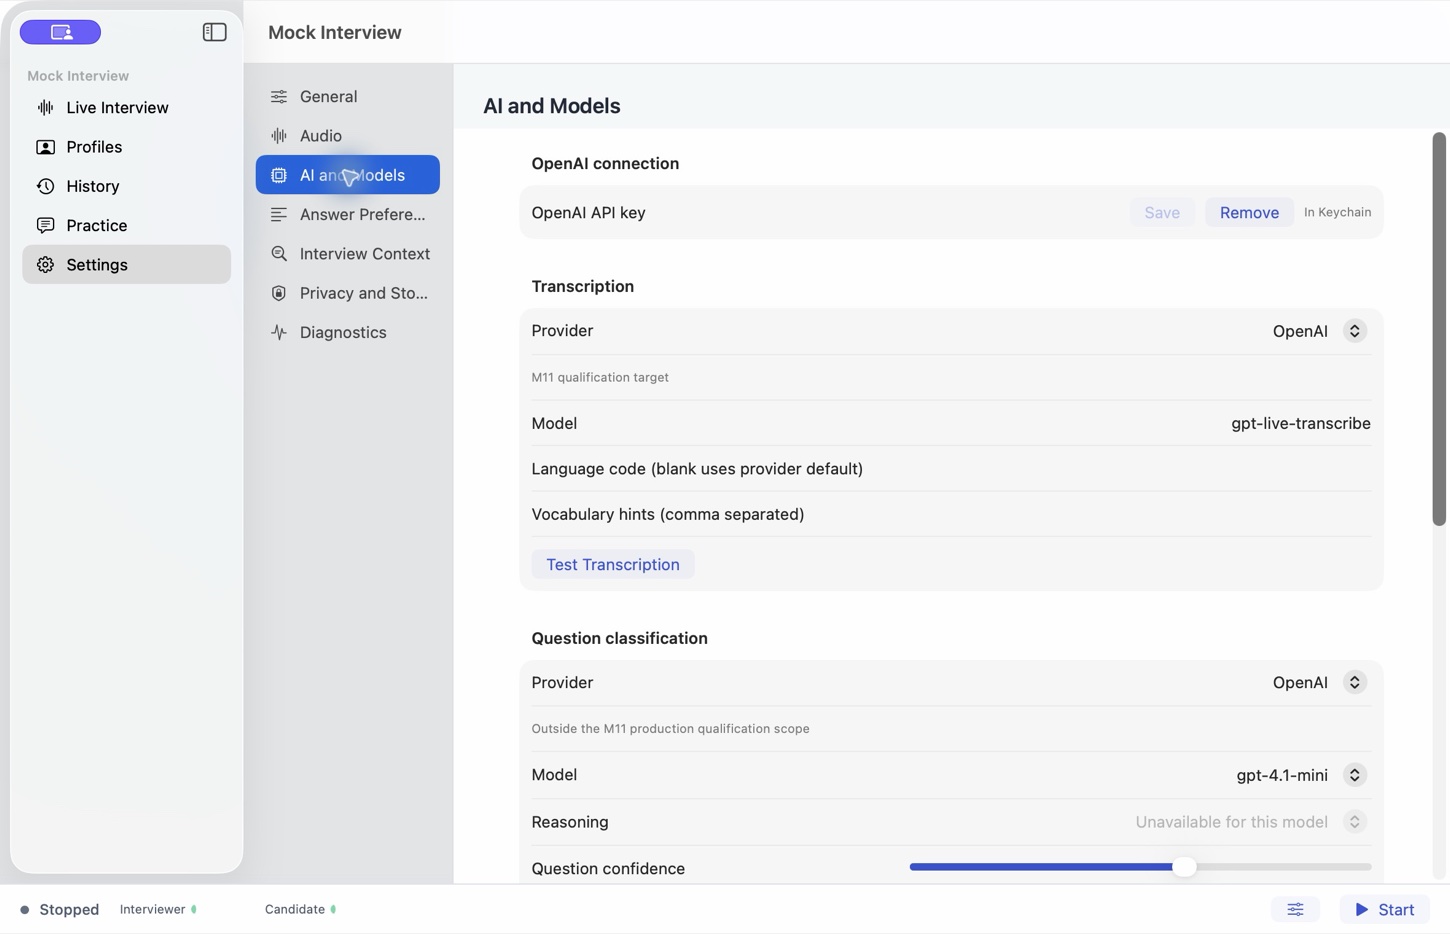 Mock Interview
Mock Interview
Live Interview
Profiles
History
Practice
Settings
General
Audio
AI and Models
Answer Prefere...
Interview Context
Privacy and Sto...
Diagnostics
AI and Models
OpenAI connection
OpenAI API key Save Remove In Keychain
Transcription
Provider OpenAI
M11 qualification target
Model gpt-live-transcribe
Language code (blank uses provider default)
Vocabulary hints (comma separated)
Test Transcription
Question classification
Provider OpenAI
Outside the M11 production qualification scope
Model gpt-4.1-mini
Reasoning Unavailable for this model
Question confidence
Stopped Interviewer Candidate Start